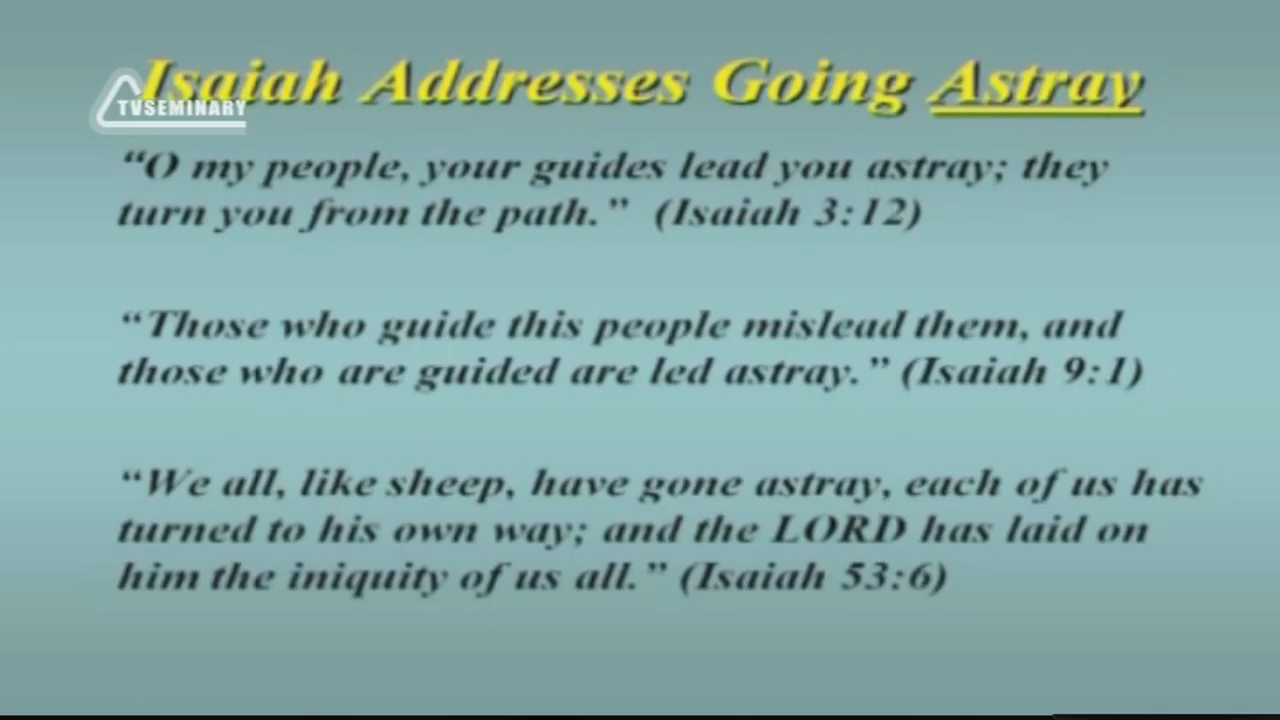 Isaiah Addresses Going Astray
TVSEMINARY
“O my people, your guides lead you astray; they
turn you from the path.” (Isaiah 3:12)
“Those who guide this people mislead them, and
those who are guided are led astray.” (Isaiah 9:1)
“We all, like sheep, have gone astray, each of us has
turned to his own way; and the LORD has laid on
him the iniquity of us all.” (Isaiah 53:6)